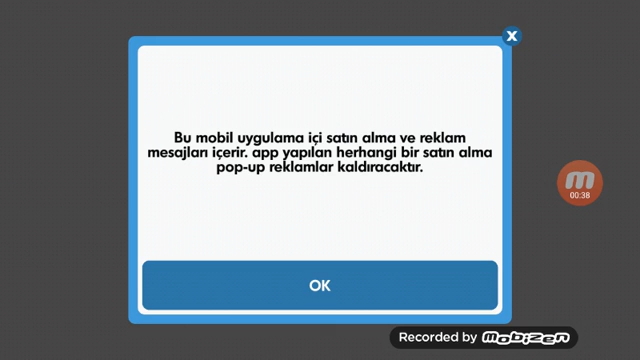 X
Bu mobil uygulama içi satın alma ve reklam
mesajları içerir. app yapılan herhangi bir satın alma
pop-up reklamlar kaldıracaktır.
m
00:38
OK
Recorded by mobizen